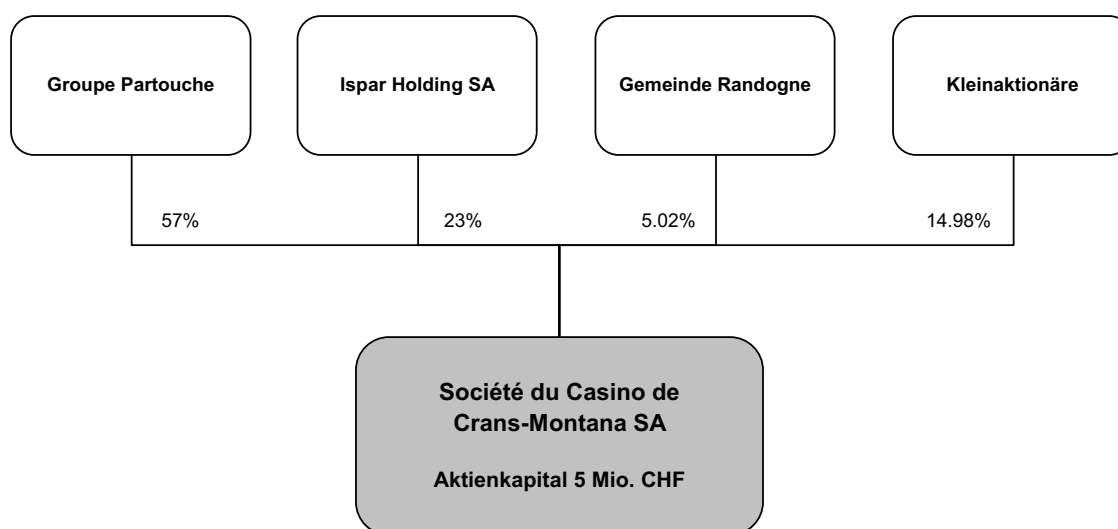 Groupe Partouche
Ispar Holding SA
Gemeinde Randogne
Kleinaktionäre
57%
23%
5.02%
14.98%
Société du Casino de
Crans-Montana SA
Aktienkapital 5 Mio. CHF